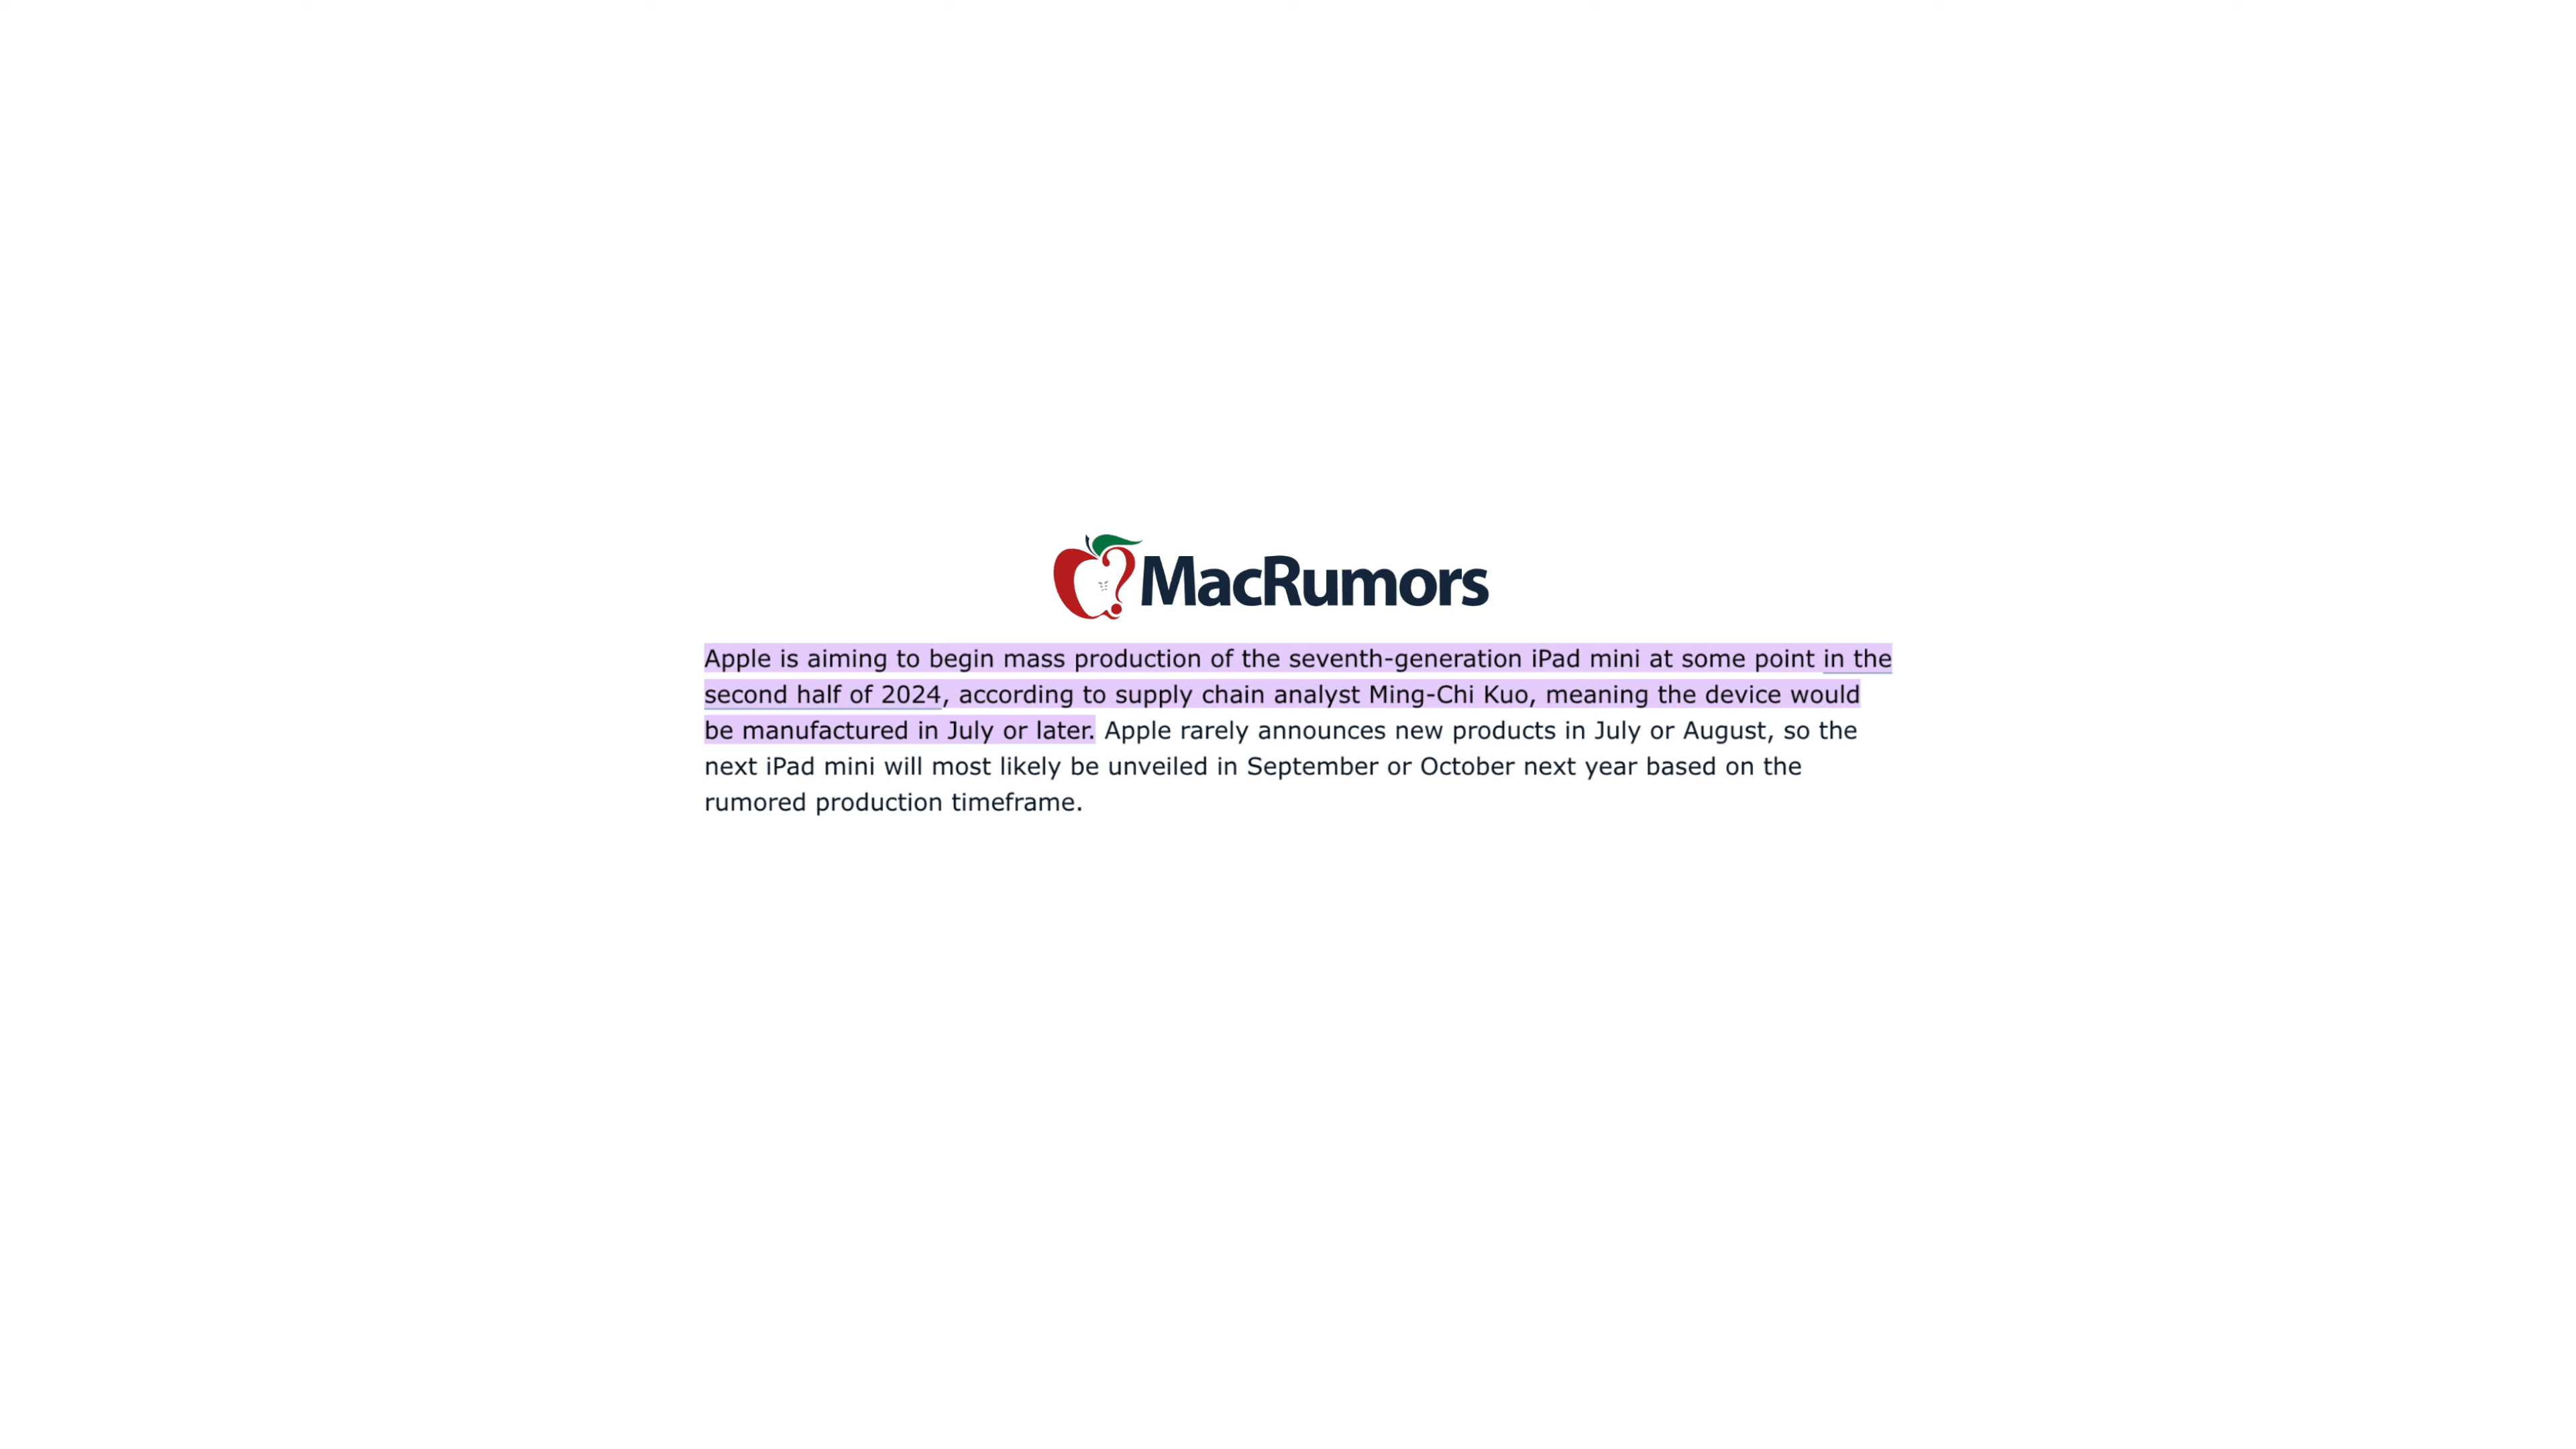 MacRumors
Apple is aiming to begin mass production of the seventh-generation iPad mini at some point in the
second half of 2024, according to supply chain analyst Ming-Chi Kuo, meaning the device would
be manufactured in July or later. Apple rarely announces new products in July or August, so the
next iPad mini will most likely be unveiled in September or October next year based on the
rumored production timeframe.